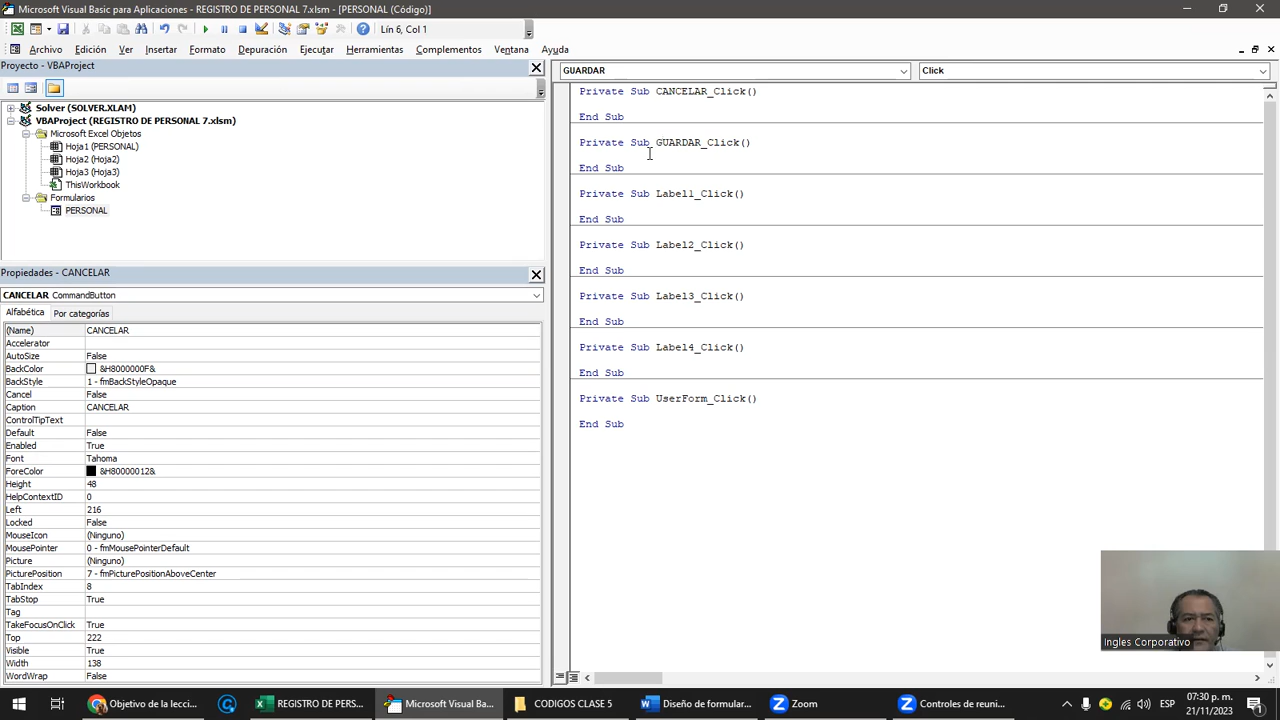 Microsoft Visual Basic para Aplicaciones - REGISTRO DE PERSONAL 7.xlsm - [PERSONAL (Código)]
Lín 6, Col 1
Archivo Edición Ver Insertar Formato Depuración Ejecutar Herramientas Complementos Ventana Ayuda
Proyecto - VBAProject
Solver (SOLVER.XLAM)
VBAProject (REGISTRO DE PERSONAL 7.xlsm)
Microsoft Excel Objetos
Hoja1 (PERSONAL)
Hoja2 (Hoja2)
Hoja3 (Hoja3)
ThisWorkbook
Formularios
PERSONAL
Propiedades - CANCELAR
CANCELAR CommandButton
Alfabética Por categorías
(Name) CANCELAR
Accelerator
AutoSize False
BackColor &H8000000F&
BackStyle 1 - fmBackStyleOpaque
Cancel False
Caption CANCELAR
ControlTipText
Default False
Enabled True
Font Tahoma
ForeColor &H80000012&
Height 48
HelpContextID 0
Left 216
Locked False
MouseIcon (Ninguno)
MousePointer 0 - fmMousePointerDefault
Picture (Ninguno)
PicturePosition 7 - fmPicturePositionAboveCenter
TabIndex 8
TabStop True
Tag
TakeFocusOnClick True
Top 222
Visible True
Width 138
WordWrap False
GUARDAR Click
Private Sub CANCELAR_Click()
End Sub
Private Sub GUARDAR_Click()
End Sub
Private Sub Label1_Click()
End Sub
Private Sub Label2_Click()
End Sub
Private Sub Label3_Click()
End Sub
Private Sub Label4_Click()
End Sub
Private Sub UserForm_Click()
End Sub
Ingles Corporativo
Objetivo de la lecci...
REGISTRO DE PERS...
Microsoft Visual Ba...
CODIGOS CLASE 5
Diseño de formular...
Zoom
Controles de reuni...
ESP
07:30 p. m.
21/11/2023